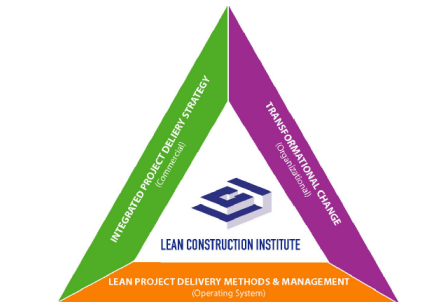 INTEGRATED PROJECT DELIERY STRATEGY
(Commercial)
TRANSFORMATIONAL CHANGE
(Organizational)
LEAN CONSTRUCTION INSTITUTE
LEAN PROJECT DELIVERY METHODS & MANAGEMENT
(Operating System)